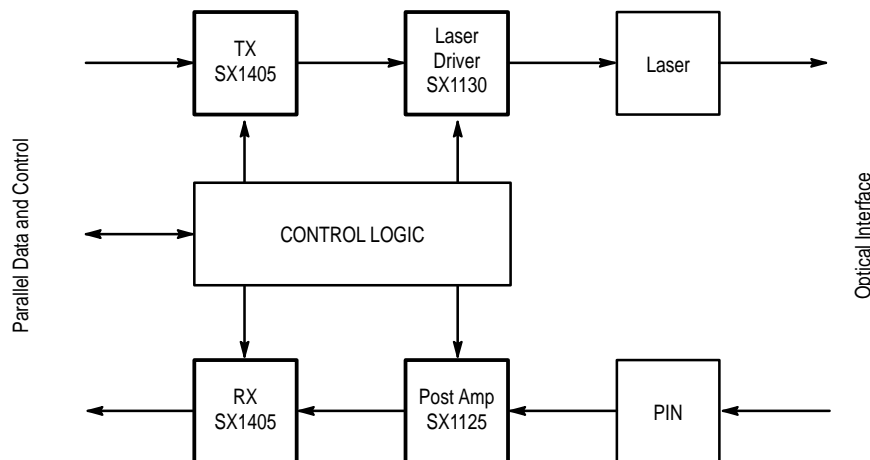 TX
SX1405
Laser
Driver
SX1130
Laser
Parallel Data and Control
CONTROL LOGIC
Optical Interface
RX
SX1405
Post Amp
SX1125
PIN